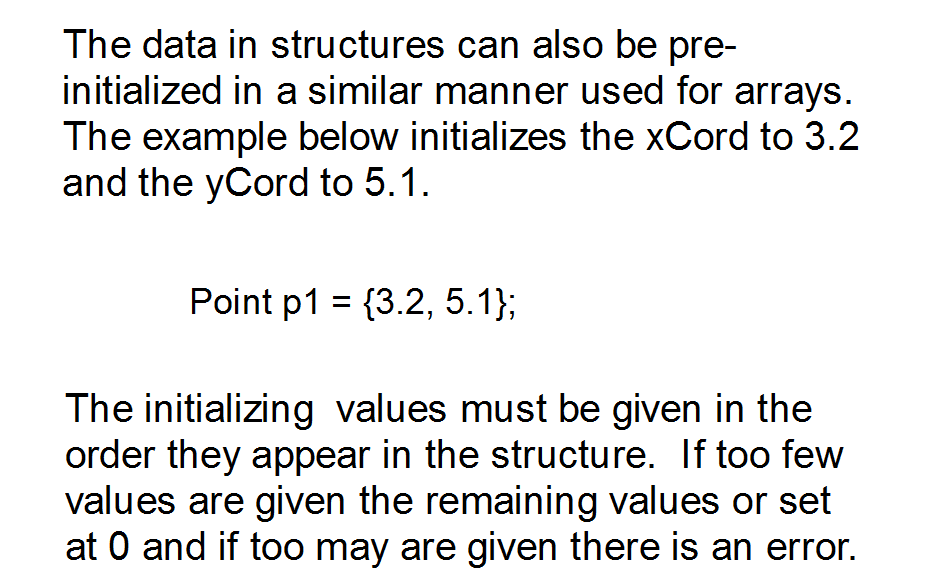 The data in structures can also be pre-
initialized in a similar manner used for arrays.
The example below initializes the xCord to 3.2
and the yCord to 5.1.
Point p1 = {3.2, 5.1};
The initializing  values must be given in the
order they appear in the structure.  If too few
values are given the remaining values or set
at 0 and if too may are given there is an error.